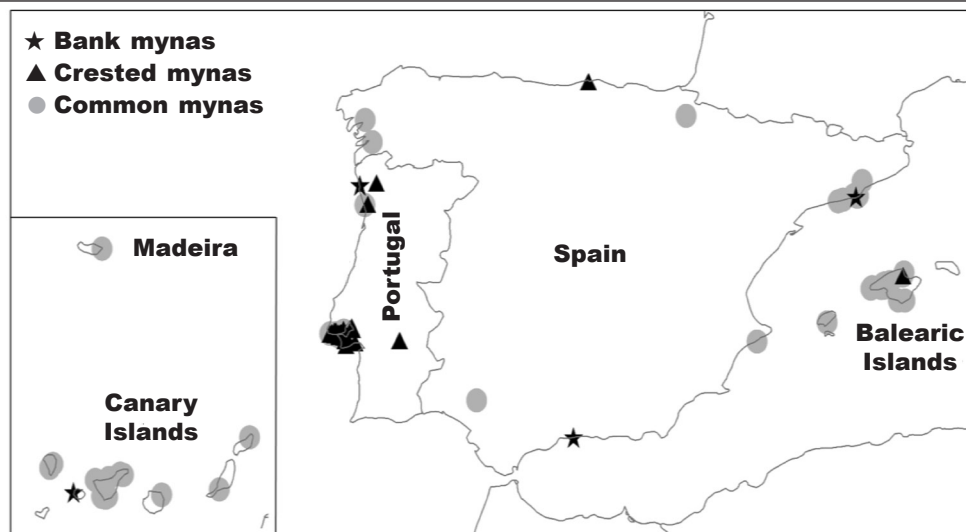 Bank mynas
Crested mynas
Common mynas
Madeira
Portugal
Spain
Balearic
Islands
Canary
Islands